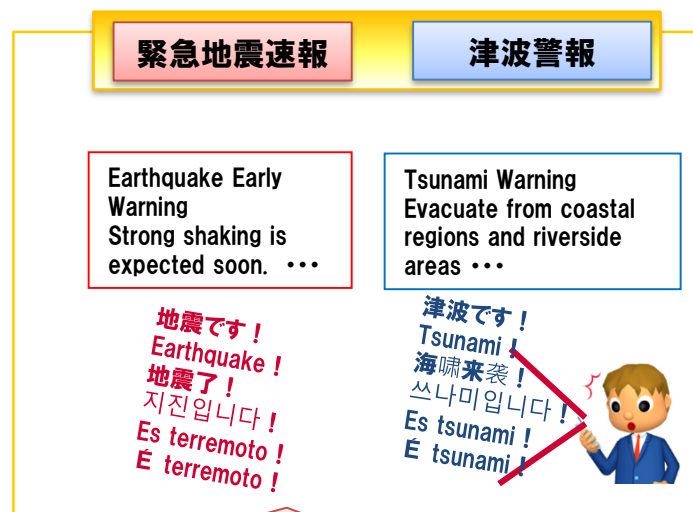 緊急地震速報
津波警報
Earthquake Early
Warning
Strong shaking is
expected soon. ・・・
Tsunami Warning
Evacuate from coastal
regions and riverside
areas ・・・
地震です！
Earthquake！
地震了！
지진입니다！
Es terremoto！
É terremoto！
津波です！
Tsunami！
海啸来袭！
쓰나미입니다！
Es tsunami！
É tsunami！